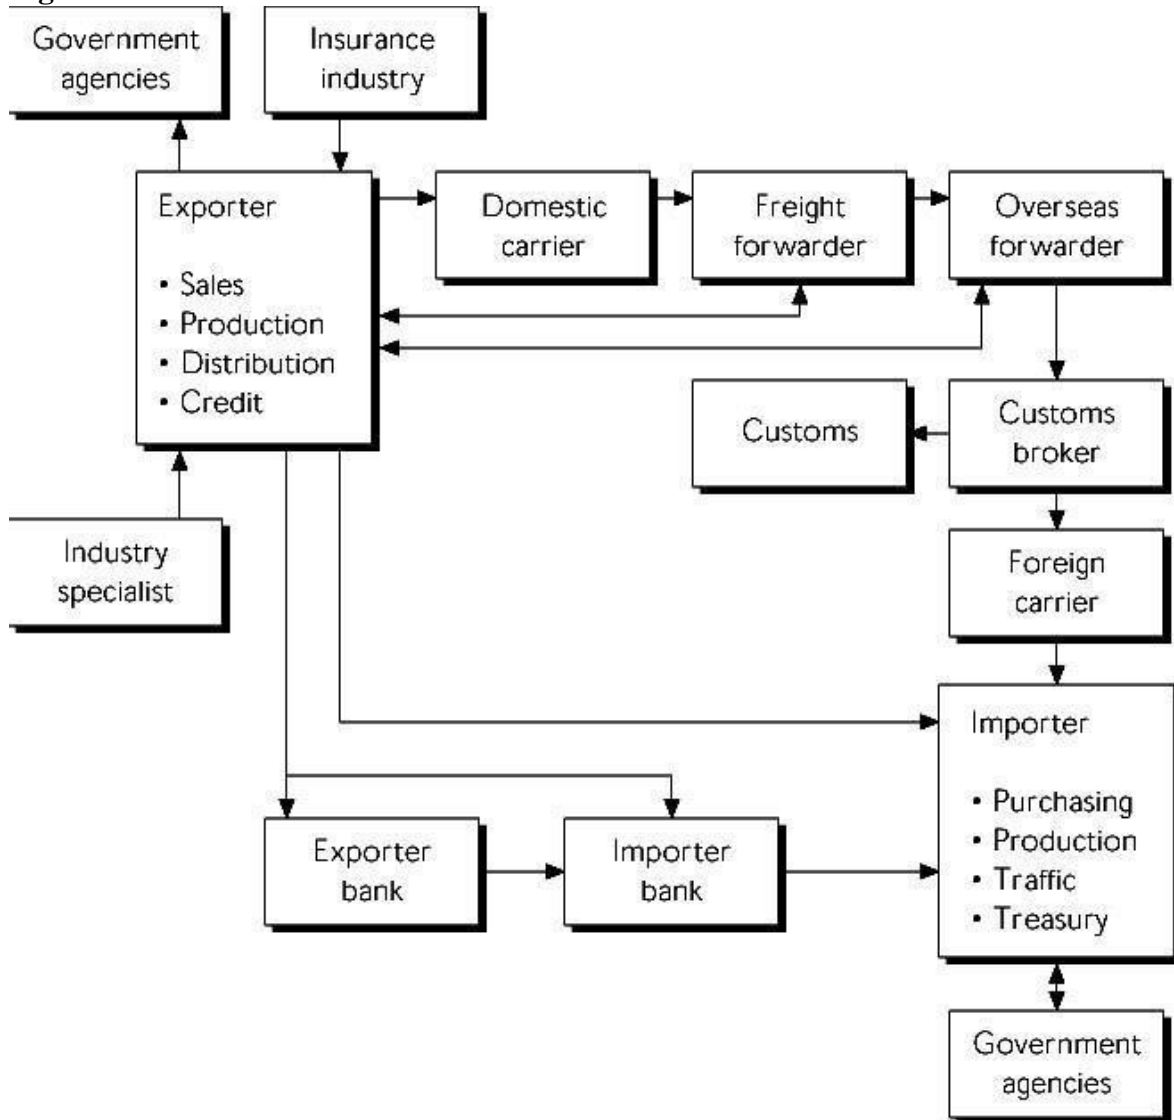 Government
agencies
Insurance
industry
Exporter
• Sales
• Production
• Distribution
• Credit
Domestic
carrier
Freight
forwarder
Overseas
forwarder
Customs
Customs
broker
Industry
specialist
Foreign
carrier
Importer
• Purchasing
• Production
• Traffic
• Treasury
Exporter
bank
Importer
bank
Government
agencies